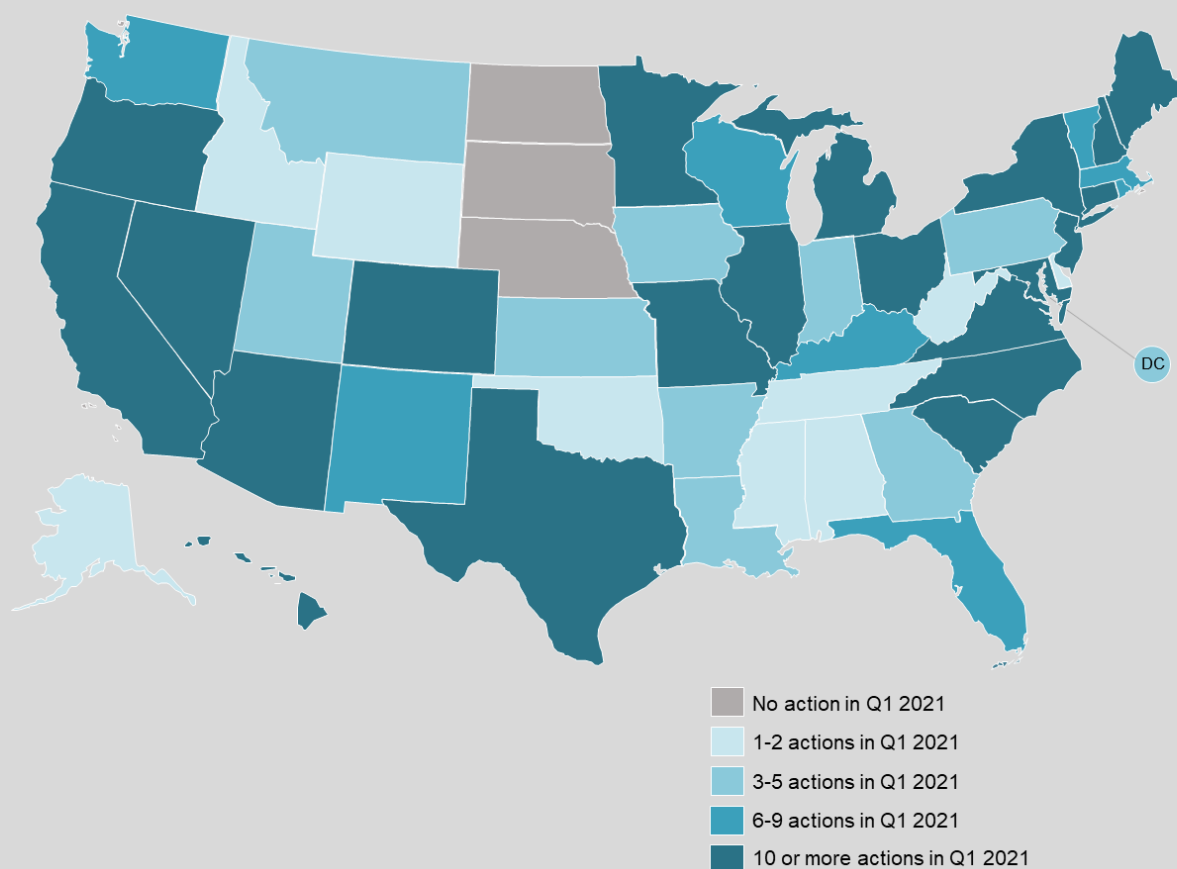 DC
No action in Q1 2021
1-2 actions in Q1 2021
3-5 actions in Q1 2021
6-9 actions in Q1 2021
10 or more actions in Q1 2021